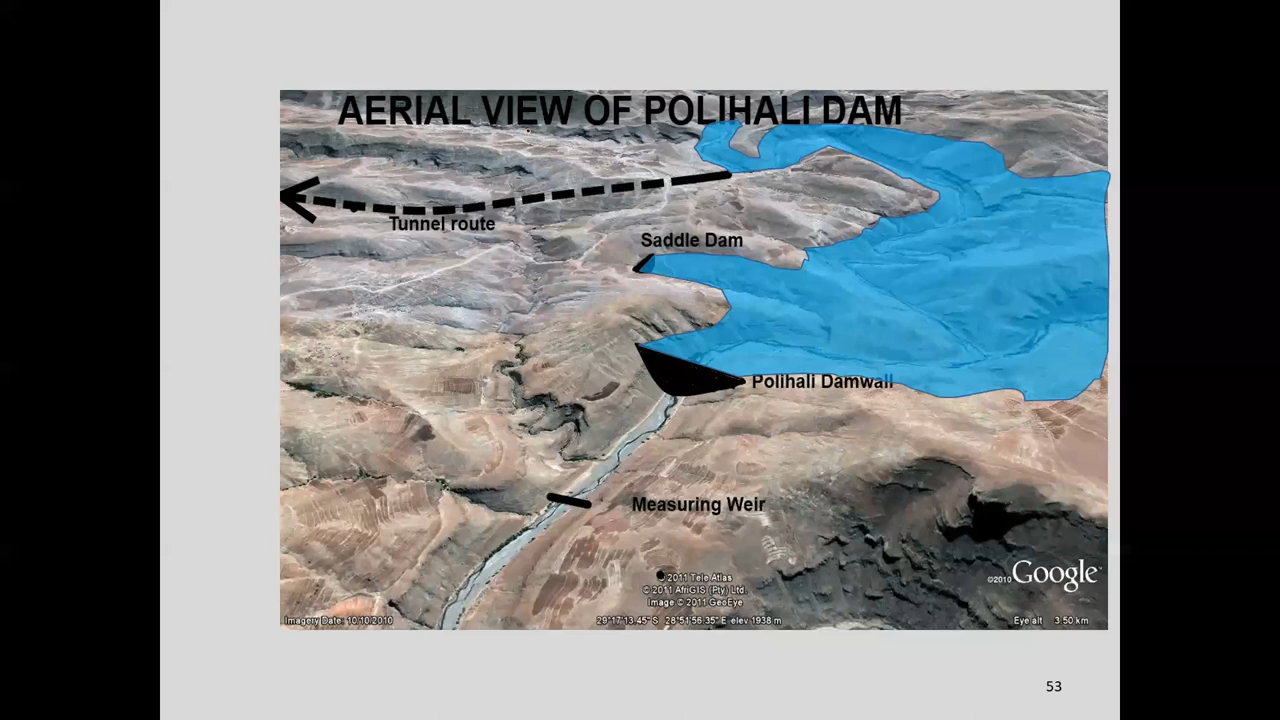 AERIAL VIEW OF POLIHALI DAM
Tunnel route
Saddle Dam
Polihali Damwall
Measuring Weir
© 2011 Tele Atlas
© 2011 AfriGIS (Pty) Ltd.
Image © 2011 GeoEye
©2010 Google
Imagery Date: 10/10/2010
29°17'13.45" S 28°51'56.35" E elev 1938 m
Eye alt 3.50 km
53